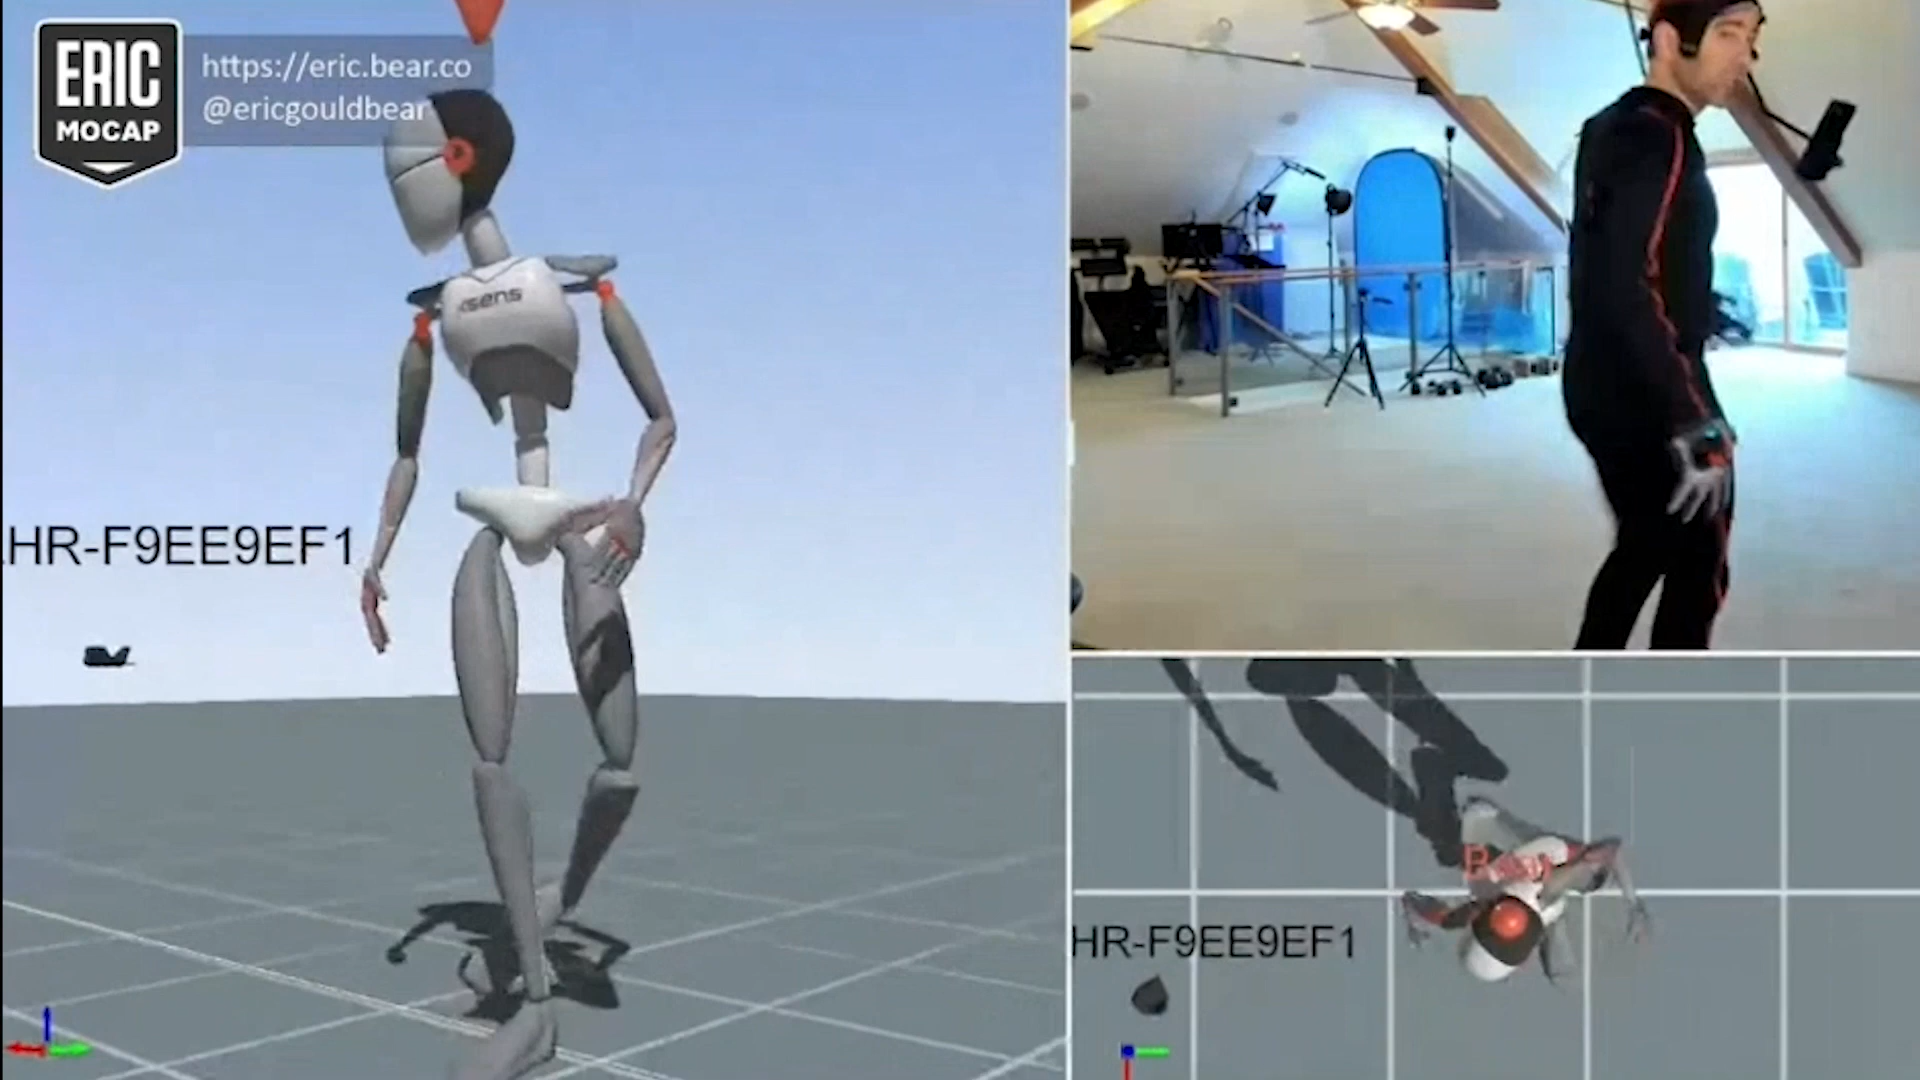 ERIC
MOCAP
https://eric.bear.co
@ericgouldbear
xsens
HR-F9EE9EF1
HR-F9EE9EF1